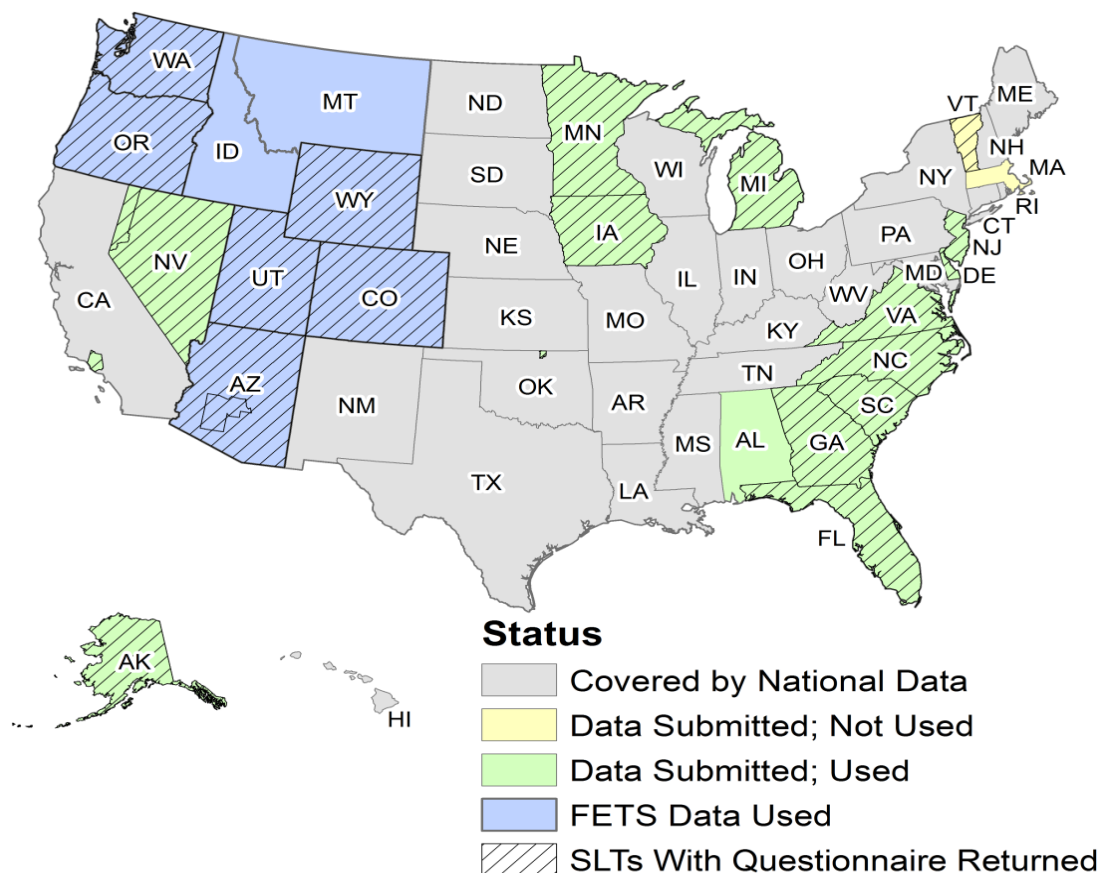 WA
MT
ND
OR
ID
SD
WY
NE
NV
UT
CO
CA
KS
AZ
NM
OK
TX
MN
WI
MI
IA
IL
IN
OH
MO
KY
WV
TN
AR
MS
AL
GA
LA
FL
SC
NC
VA
MD
DE
NJ
PA
NY
CT
RI
MA
NH
VT
ME
AK
HI
Status
Covered by National Data
Data Submitted; Not Used
Data Submitted; Used
FETS Data Used
SLTs With Questionnaire Returned